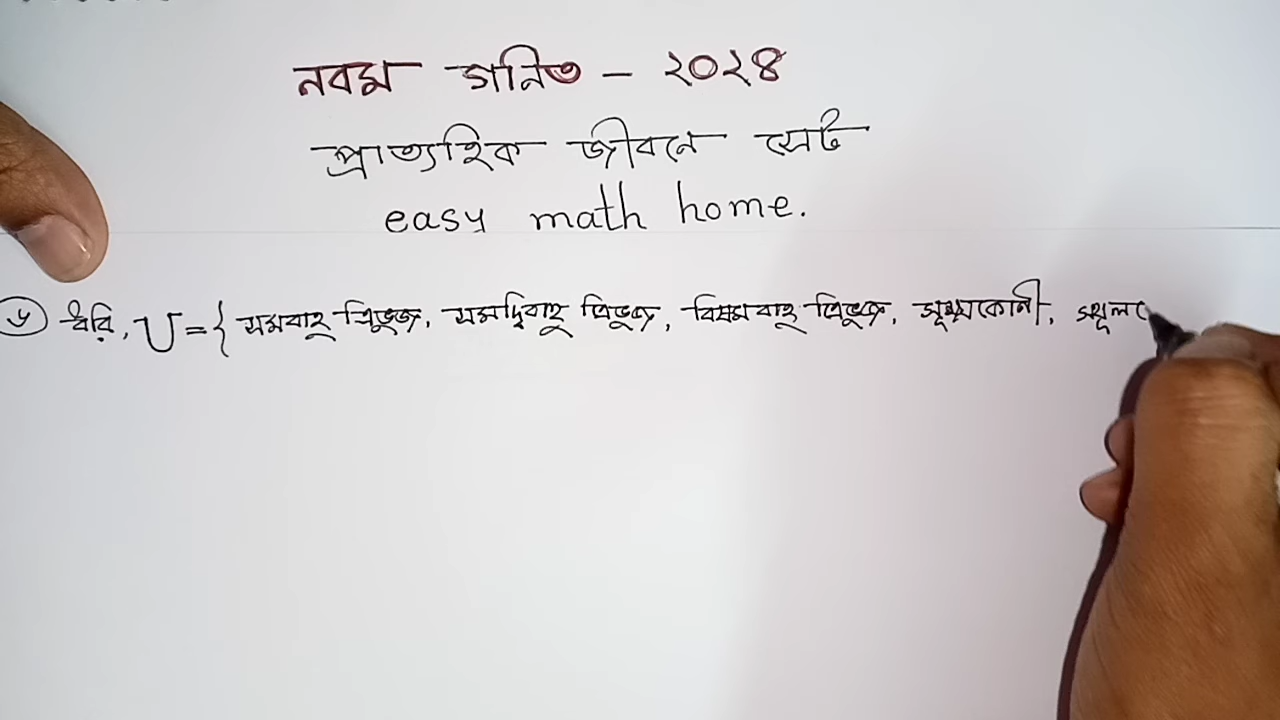 নবম গনিত - ২০২৪
প্রাত্যহিক জীবনে সেট
easy math home.
৬ ধরি, U = { সমবাহু ত্রিভুজ, সমদ্বিবাহু ত্রিভুজ, বিষমবাহু ত্রিভুজ, সূক্ষ্মকোনী, স্থূলে